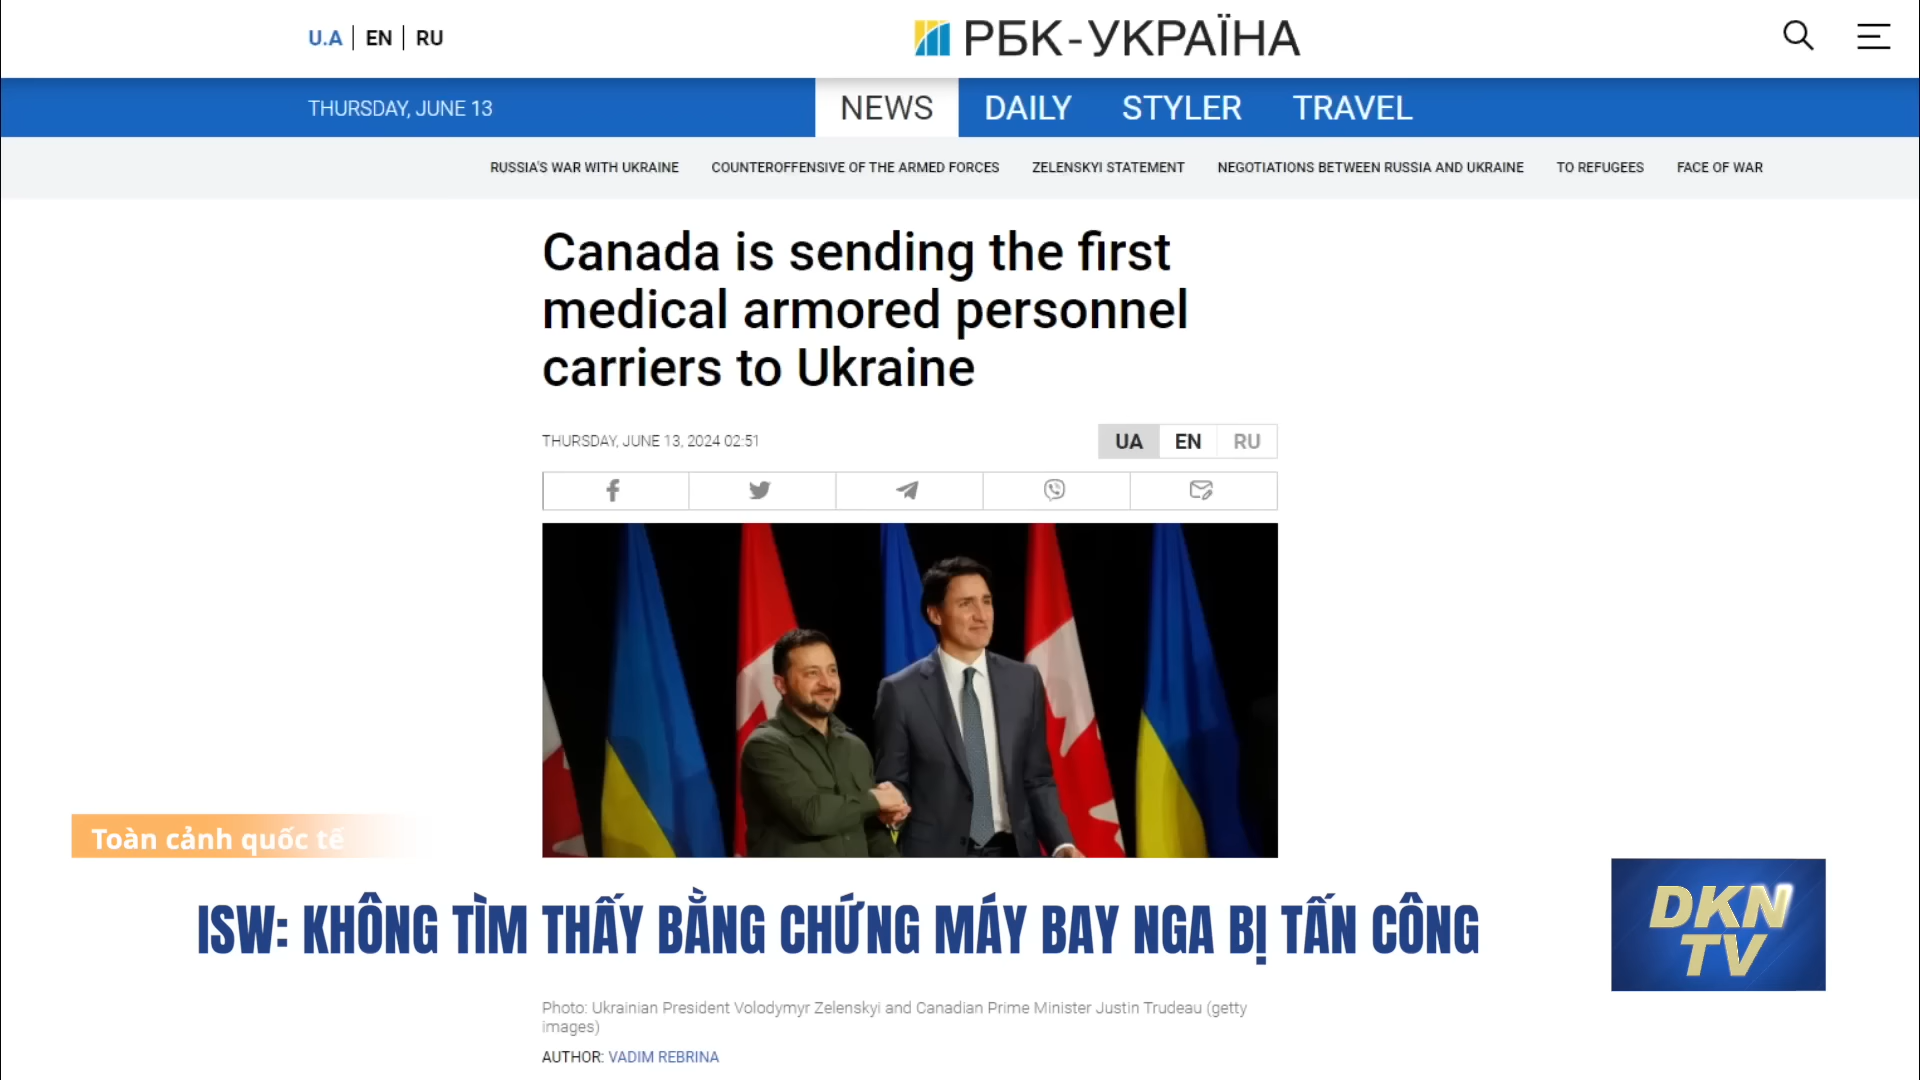 U.A | EN | RU
РБК-УКРАЇНА
THURSDAY, JUNE 13
NEWS DAILY STYLER TRAVEL
RUSSIA'S WAR WITH UKRAINE COUNTEROFFENSIVE OF THE ARMED FORCES ZELENSKYI STATEMENT NEGOTIATIONS BETWEEN RUSSIA AND UKRAINE TO REFUGEES FACE OF WAR
Canada is sending the first
medical armored personnel
carriers to Ukraine
THURSDAY, JUNE 13, 2024 02:51
UA EN RU
Toàn cảnh quốc tế
ISW: KHÔNG TÌM THẤY BẰNG CHỨNG MÁY BAY NGA BỊ TẤN CÔNG
DKN
TV
Photo: Ukrainian President Volodymyr Zelenskyi and Canadian Prime Minister Justin Trudeau (getty
images)
AUTHOR: VADIM REBRINA